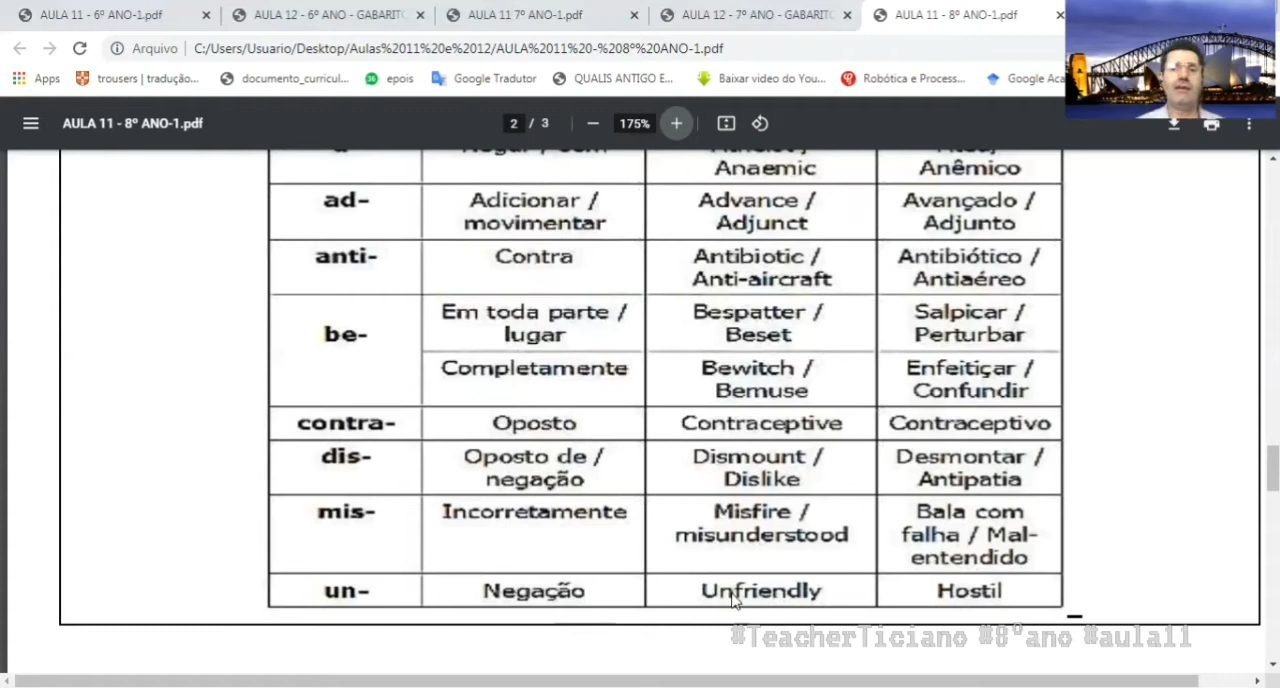 AULA 11 - 6º ANO-1.pdf
AULA 12 - 6º ANO - GABARITO
AULA 11 7º ANO-1.pdf
AULA 12 - 7º ANO - GABARITO
AULA 11 - 8º ANO-1.pdf
Arquivo C:/Users/Usuario/Desktop/Aulas%2011%20e%2012/AULA%2011%20-%208º%20ANO-1.pdf
Apps trousers | tradução... documento_curricul... epois Google Tradutor QUALIS ANTIGO E... Baixar video do You... Robótica e Process... Google Aca
AULA 11 - 8º ANO-1.pdf 2 / 3 175%
Anaemic Anêmico
ad- Adicionar / Advance / Avançado /
movimentar Adjunct Adjunto
anti- Contra Antibiotic / Antibiótico /
Anti-aircraft Antiaéreo
Em toda parte / Bespatter / Salpicar /
be- lugar Beset Perturbar
Completamente Bewitch / Enfeitiçar /
Bemuse Confundir
contra- Oposto Contraceptive Contraceptivo
dis- Oposto de / Dismount / Desmontar /
negação Dislike Antipatia
mis- Incorretamente Misfire / Bala com
misunderstood falha / Mal-
entendido
un- Negação Unfriendly Hostil
#TeacherTiciano #8ºano #aula11